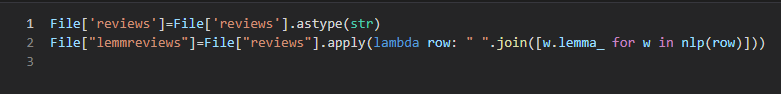 1 File['reviews']=File['reviews'].astype(str)
2 File["lemmreviews"]=File["reviews"].apply(lambda row: " ".join([w.lemma_ for w in nlp(row)]))
3